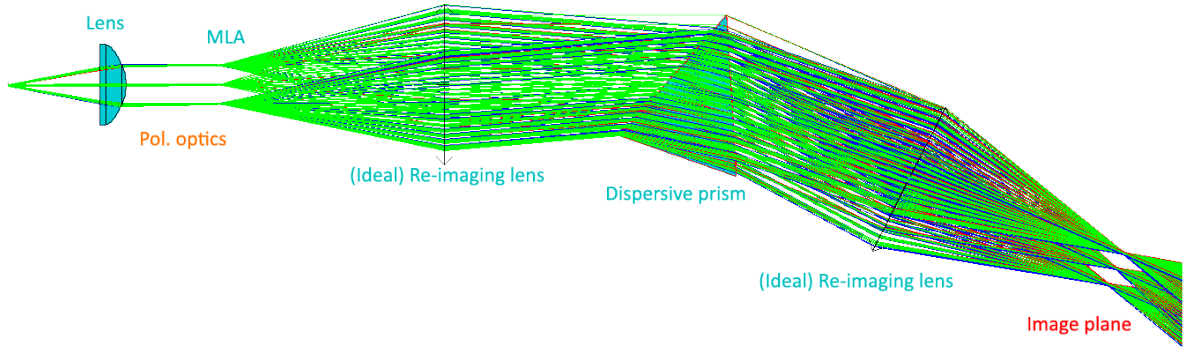 Lens
MLA
Pol. optics
(Ideal) Re-imaging lens
Dispersive prism
(Ideal) Re-imaging lens
Image plane